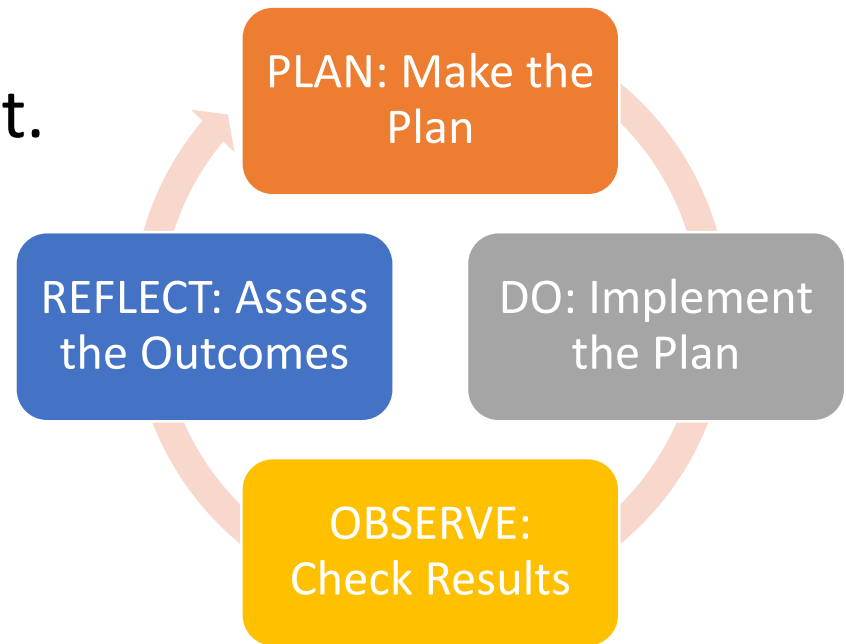 t.
PLAN: Make the
Plan
DO: Implement
the Plan
OBSERVE:
Check Results
REFLECT: Assess
the Outcomes